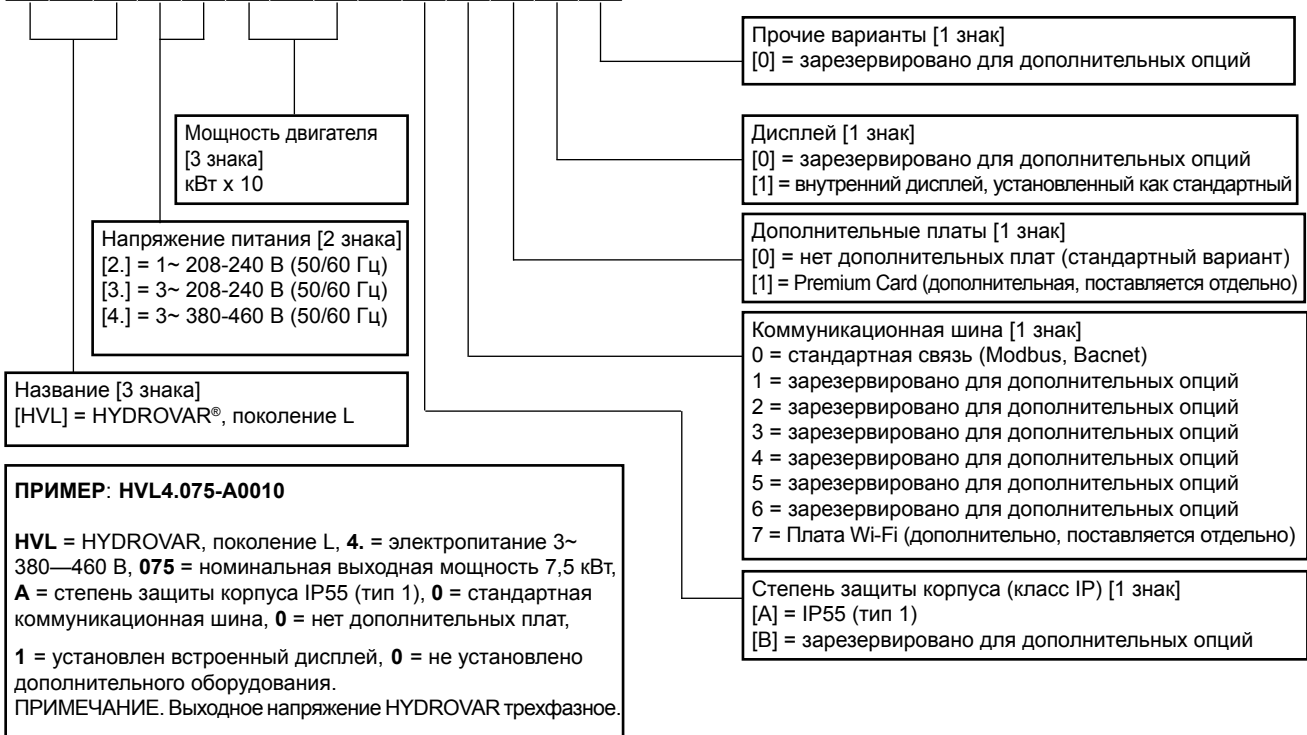 Прочие варианты [1 знак]
[0] = зарезервировано для дополнительных опций
Мощность двигателя
[3 знака]
кВт x 10
Дисплей [1 знак]
[0] = зарезервировано для дополнительных опций
[1] = внутренний дисплей, установленный как стандартный
Напряжение питания [2 знака]
[2.] = 1~ 208-240 В (50/60 Гц)
[3.] = 3~ 208-240 В (50/60 Гц)
[4.] = 3~ 380-460 В (50/60 Гц)
Дополнительные платы [1 знак]
[0] = нет дополнительных плат (стандартный вариант)
[1] = Premium Card (дополнительная, поставляется отдельно)
Коммуникационная шина [1 знак]
0 = стандартная связь (Modbus, Bacnet)
1 = зарезервировано для дополнительных опций
2 = зарезервировано для дополнительных опций
3 = зарезервировано для дополнительных опций
4 = зарезервировано для дополнительных опций
5 = зарезервировано для дополнительных опций
6 = зарезервировано для дополнительных опций
7 = Плата Wi-Fi (дополнительно, поставляется отдельно)
Название [3 знака]
[HVL] = HYDROVAR®, поколение L
ПРИМЕР: HVL4.075-A0010
HVL = HYDROVAR, поколение L, 4. = электропитание 3~
380—460 В, 075 = номинальная выходная мощность 7,5 кВт,
A = степень защиты корпуса IP55 (тип 1), 0 = стандартная
коммуникационная шина, 0 = нет дополнительных плат,
1 = установлен встроенный дисплей, 0 = не установлено
дополнительного оборудования.
ПРИМЕЧАНИЕ. Выходное напряжение HYDROVAR трехфазное.
Степень защиты корпуса (класс IP) [1 знак]
[A] = IP55 (тип 1)
[B] = зарезервировано для дополнительных опций